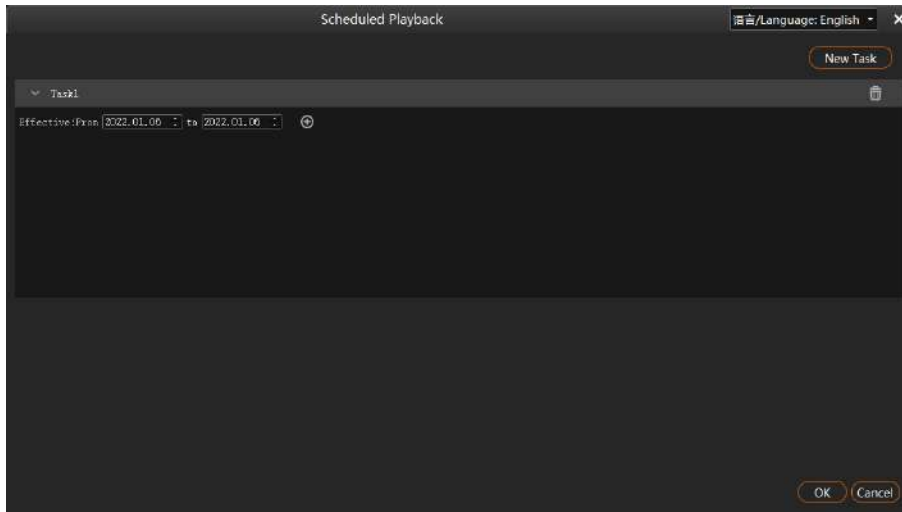 Scheduled Playback
语言/Language: English
New Task
Task1
Effective:From 2022.01.06 to 2022.01.06
OK
Cancel